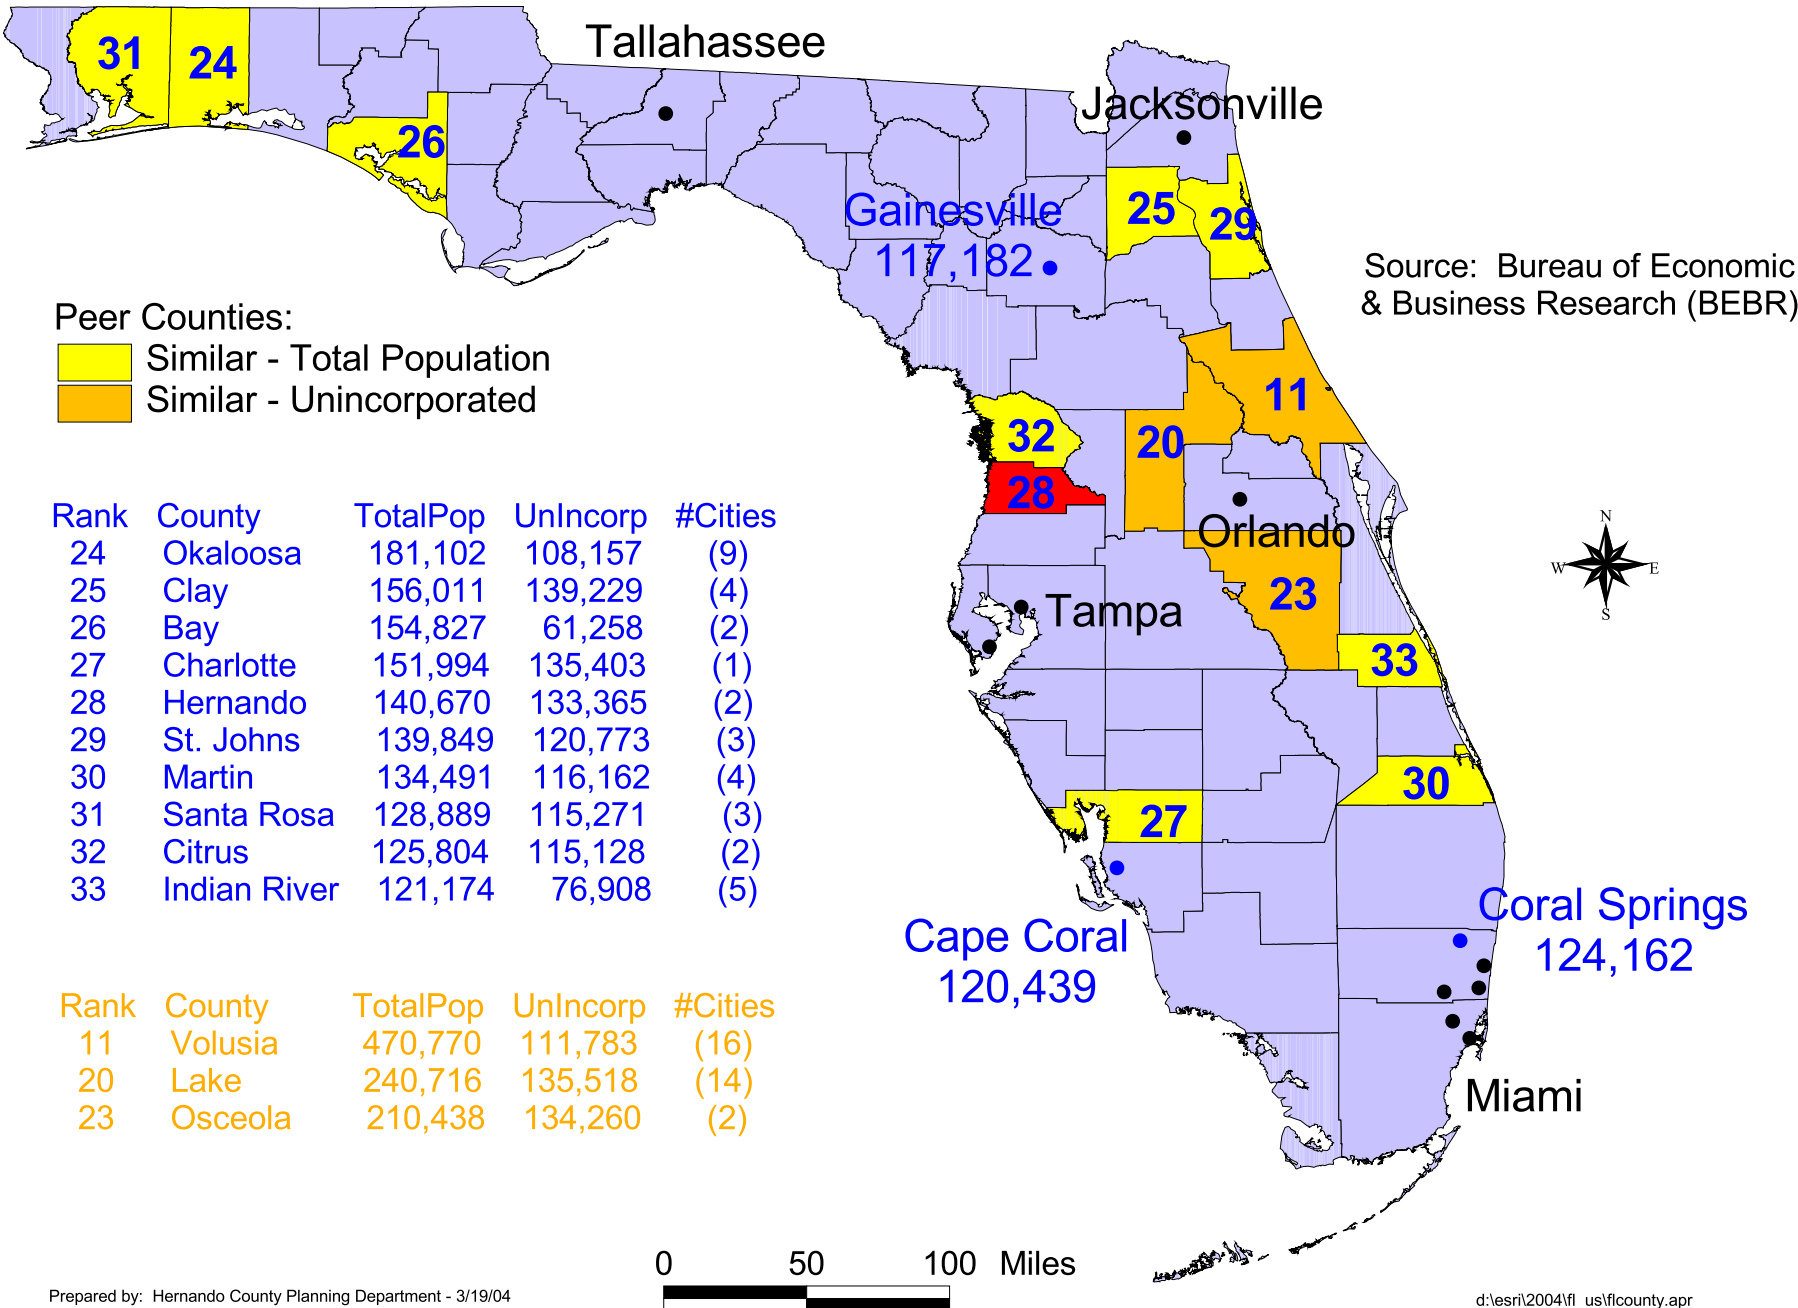 Tallahassee
Jacksonville
31
24
26
25
29
Gainesville
117,182
Source: Bureau of Economic
& Business Research (BEBR)
Peer Counties:
Similar - Total Population
Similar - Unincorporated
11
32
20
28
Orlando
23
Tampa
33
30
27
N
W
E
S
Rank County TotalPop UnIncorp #Cities
24 Okaloosa 181,102 108,157 (9)
25 Clay 156,011 139,229 (4)
26 Bay 154,827 61,258 (2)
27 Charlotte 151,994 135,403 (1)
28 Hernando 140,670 133,365 (2)
29 St. Johns 139,849 120,773 (3)
30 Martin 134,491 116,162 (4)
31 Santa Rosa 128,889 115,271 (3)
32 Citrus 125,804 115,128 (2)
33 Indian River 121,174 76,908 (5)
Cape Coral
120,439
Coral Springs
124,162
Rank County TotalPop UnIncorp #Cities
11 Volusia 470,770 111,783 (16)
20 Lake 240,716 135,518 (14)
23 Osceola 210,438 134,260 (2)
Miami
0 50 100 Miles
Prepared by: Hernando County Planning Department - 3/19/04
d:\esri\2004\fl_us\flcounty.apr